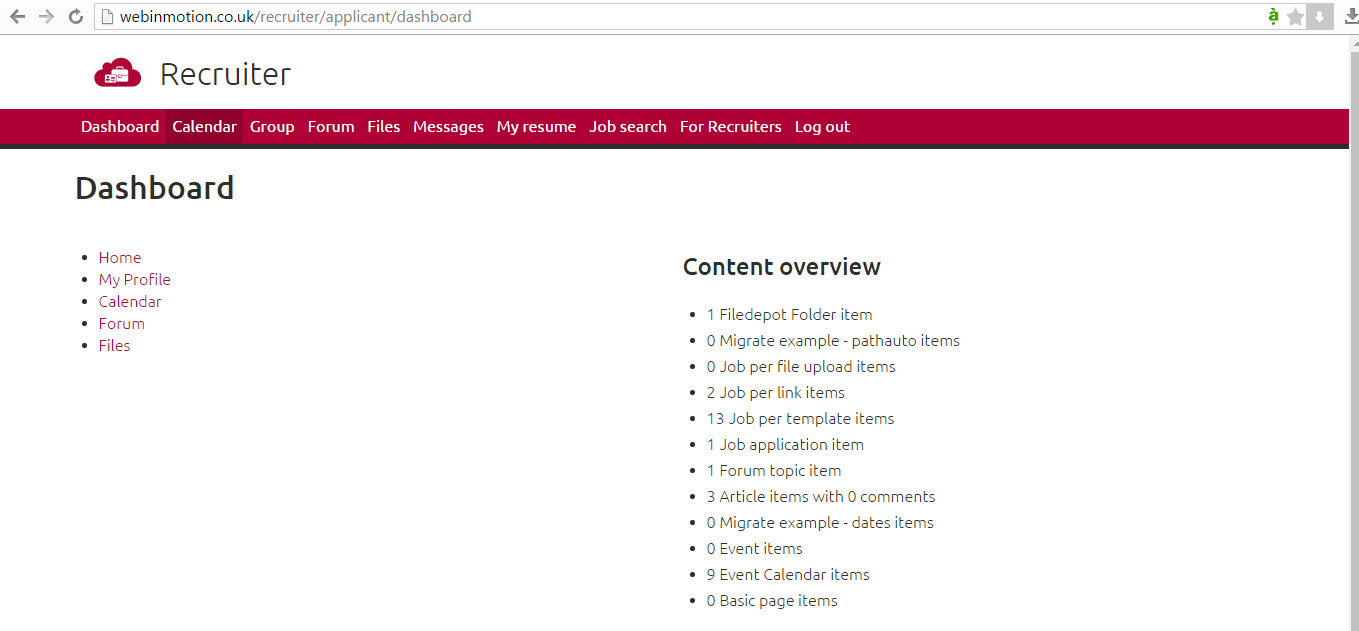 webinmotion.co.uk/recruiter/applicant/dashboard
Recruiter
Dashboard Calendar Group Forum Files Messages My resume Job search For Recruiters Log out
Dashboard
Home
My Profile
Calendar
Forum
Files
Content overview
1 Filedepot Folder item
0 Migrate example - pathauto items
0 Job per file upload items
2 Job per link items
13 Job per template items
1 Job application item
1 Forum topic item
3 Article items with 0 comments
0 Migrate example - dates items
0 Event items
9 Event Calendar items
0 Basic page items